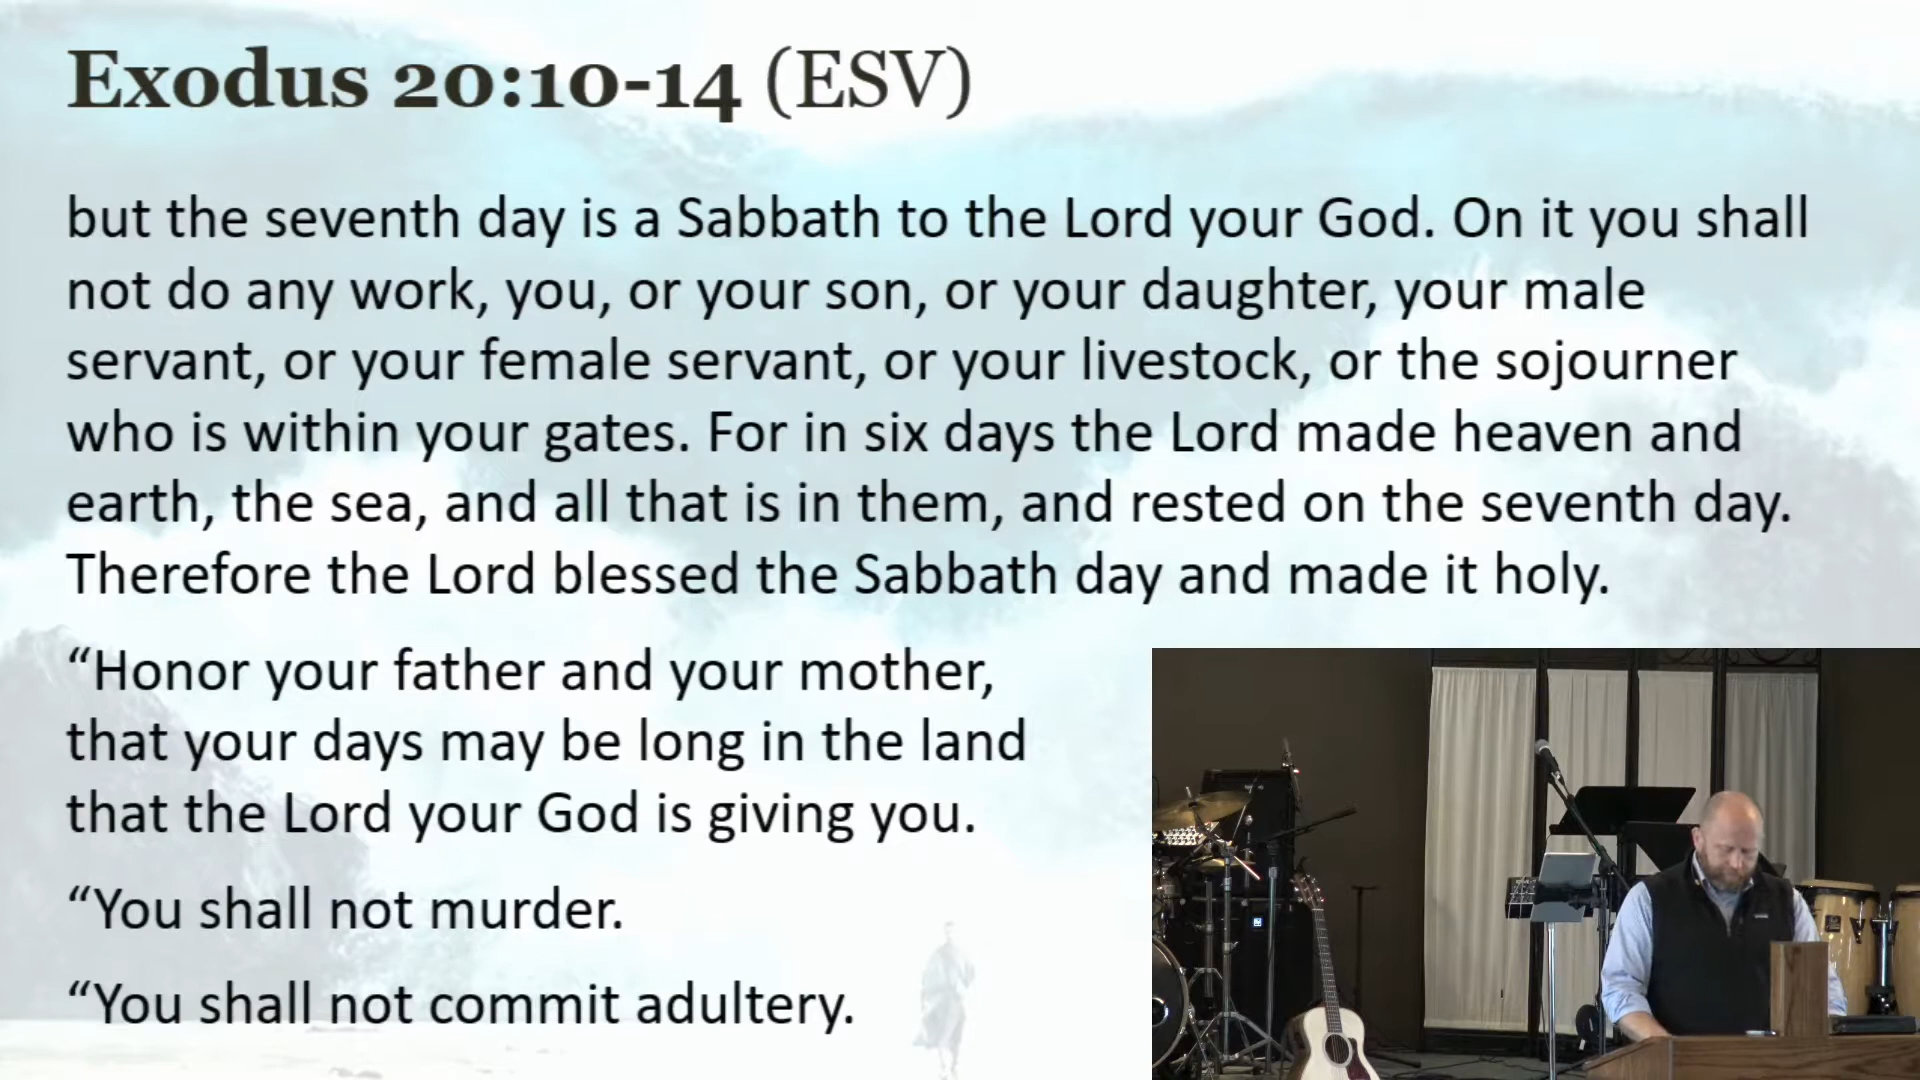 Exodus 20:10-14 (ESV)
but the seventh day is a Sabbath to the Lord your God. On it you shall
not do any work, you, or your son, or your daughter, your male
servant, or your female servant, or your livestock, or the sojourner
who is within your gates. For in six days the Lord made heaven and
earth, the sea, and all that is in them, and rested on the seventh day.
Therefore the Lord blessed the Sabbath day and made it holy.
“Honor your father and your mother,
that your days may be long in the land
that the Lord your God is giving you.
“You shall not murder.
“You shall not commit adultery.